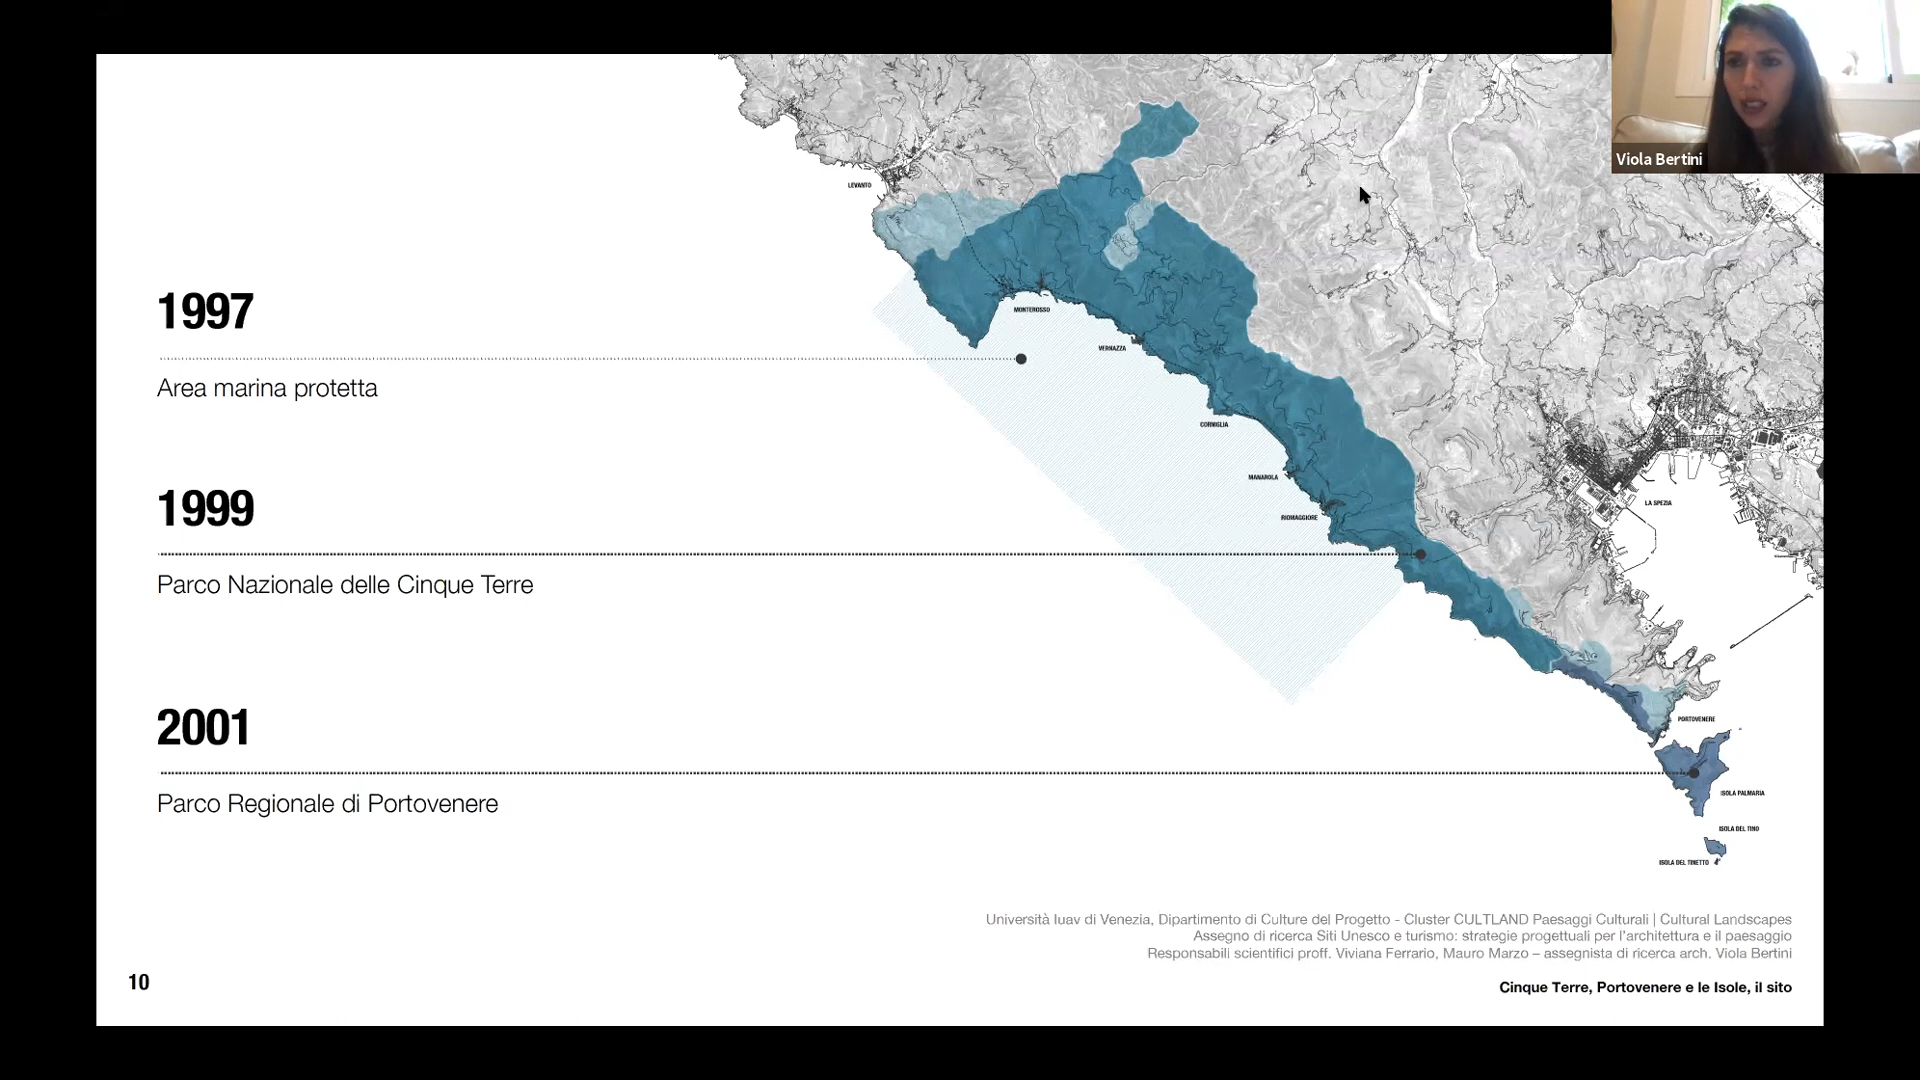 Viola Bertini
LEVANTO
1997
MONTEROSSO
VERNAZZA
Area marina protetta
CORNIGLIA
MANAROLA
1999
LA SPEZIA
RIOMAGGIORE
Parco Nazionale delle Cinque Terre
2001
PORTOVENERE
ISOLA PALMARIA
Parco Regionale di Portovenere
ISOLA DEL TINO
ISOLA DEL TINETTO
Università Iuav di Venezia, Dipartimento di Culture del Progetto - Cluster CULTLAND Paesaggi Culturali | Cultural Landscapes
Assegno di ricerca Siti Unesco e turismo: strategie progettuali per l'architettura e il paesaggio
Responsabili scientifici proff. Viviana Ferrario, Mauro Marzo – assegnista di ricerca arch. Viola Bertini
10
Cinque Terre, Portovenere e le Isole, il sito